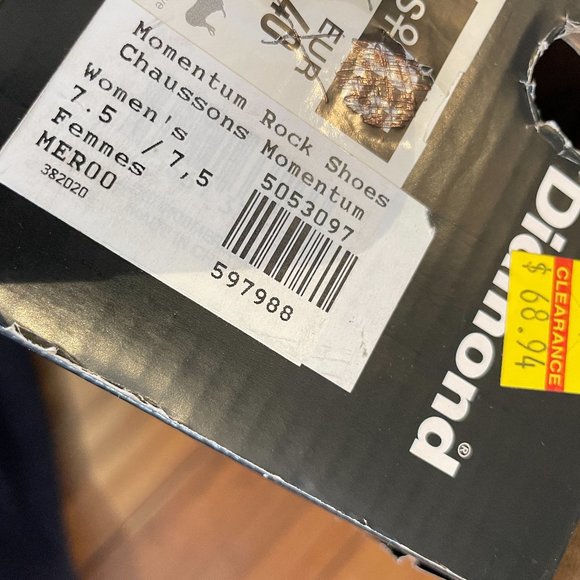 Momentum Rock Shoes
Chaussons Momentum
Women's 5053097
7.5 / 7,5
Femmes
MER00
382020
597988
EUR
Diamond®
CLEARANCE
$ 68.94